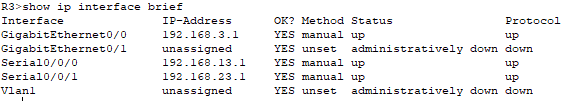 R3>show ip interface brief
Interface IP-Address OK? Method Status Protocol
GigabitEthernet0/0 192.168.3.1 YES manual up up
GigabitEthernet0/1 unassigned YES unset administratively down down
Serial0/0/0 192.168.13.1 YES manual up up
Serial0/0/1 192.168.23.1 YES manual up up
Vlan1 unassigned YES unset administratively down down